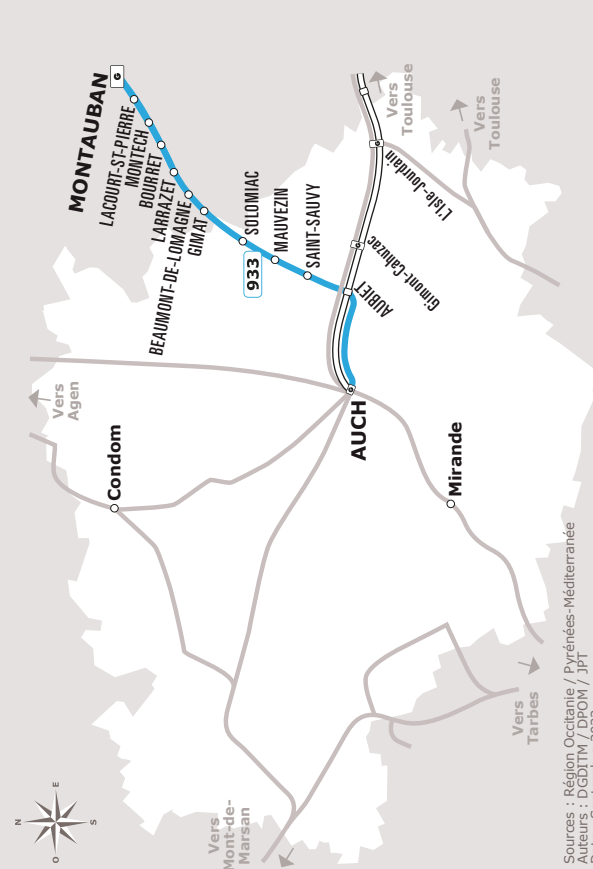 N
E
S
O
MONTAUBAN
G
LACOURT-ST-PIERRE
MONTECH
BOURRET
LARRAZET
BEAUMONT-DE-LOMAGNE
GIMAT
SOLOMIAC
933
MAUVEZIN
SAINT-SAUVY
AUBIET
G
AUCH
G
Gimont-Cahuzac
G
L'Isle-Jourdain
Vers
Toulouse
Vers
Toulouse
Vers
Agen
Condom
Mirande
Vers
Tarbes
Vers
Mont-de-
Marsan
Sources : Région Occitanie / Pyrénées-Méditerranée
Auteurs : DGDITM / DPOM / JPT